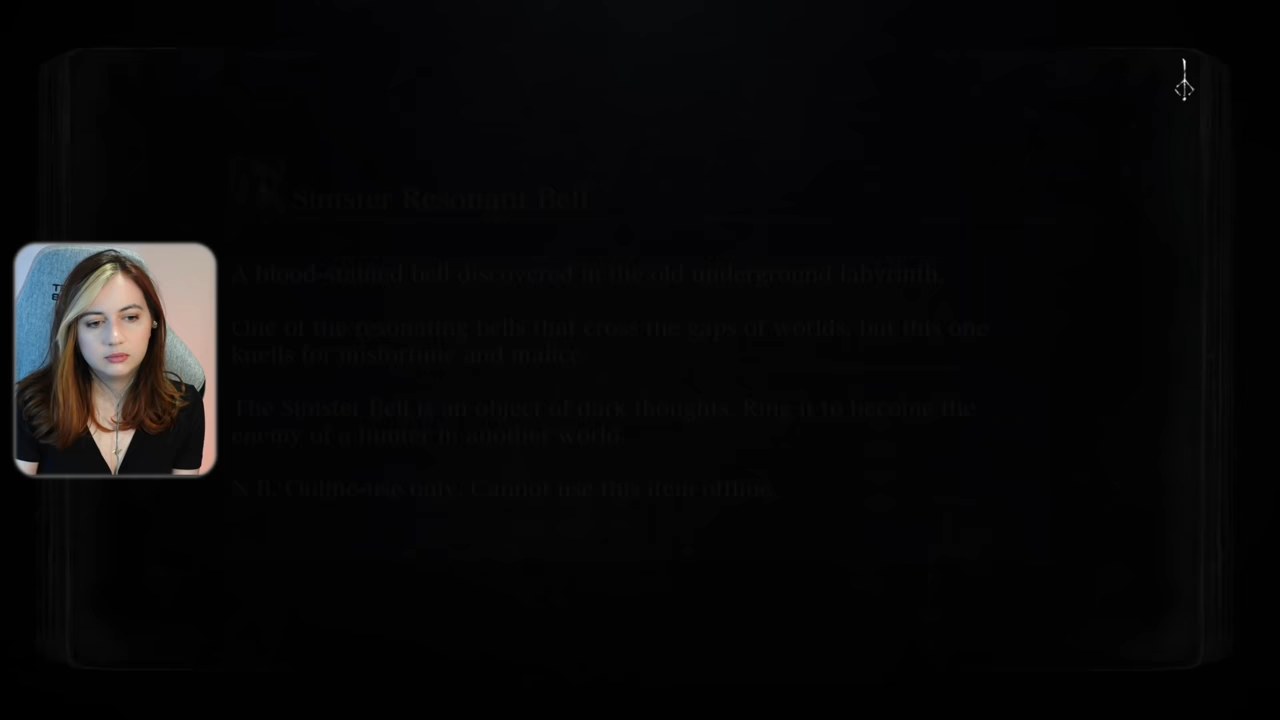 Sinister Resonant Bell
A blood-stained bell discovered in the old underground labyrinth.
One of the resonating bells that cross the gaps of worlds, but this one
knells for misfortune and malice.
The Sinister Bell is an object of dark thoughts. Ring it to become the
enemy of a hunter in another world.
N.B. Online-use only. Cannot use this item offline.